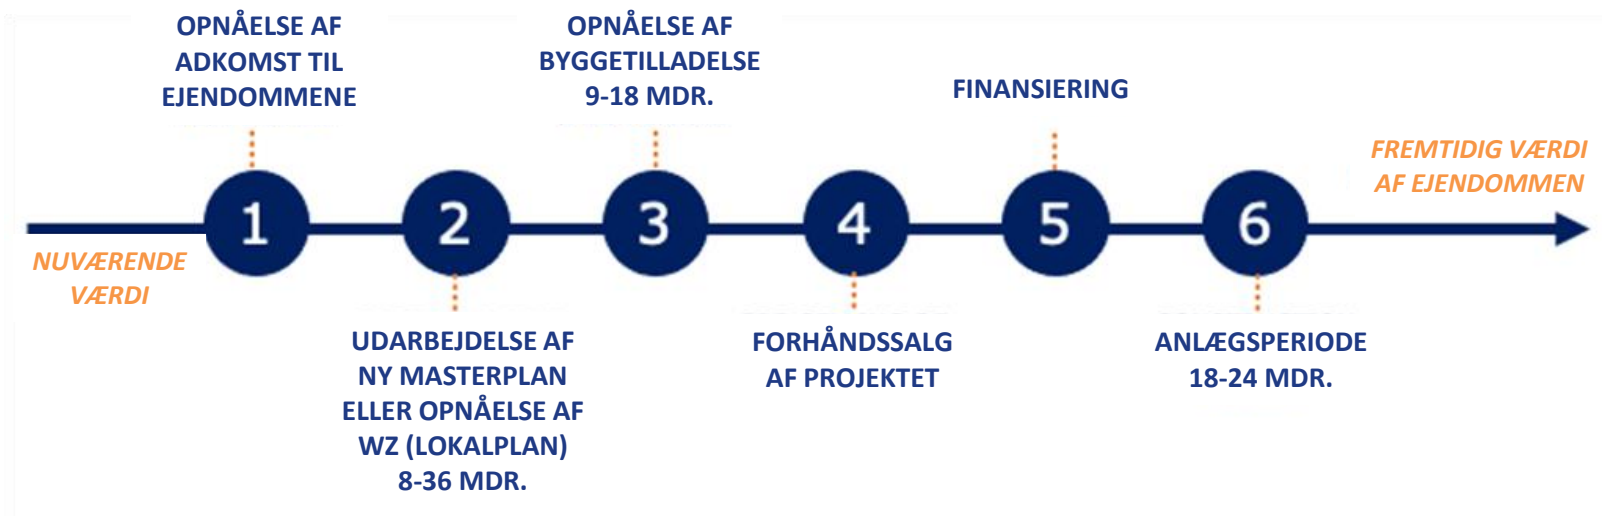 OPNÅELSE AF
ADKOMST TIL
EJENDOMMENE
OPNÅELSE AF
BYGGETILLADELSE
9-18 MDR.
FINANSIERING
FREMTIDIG VÆRDI
AF EJENDOMMEN
1
2
3
4
5
6
NUVÆRENDE
VÆRDI
UDARBEJDELSE AF
NY MASTERPLAN
ELLER OPNÅELSE AF
WZ (LOKALPLAN)
8-36 MDR.
FORHÅNDSSALG
AF PROJEKTET
ANLÆGSPERIODE
18-24 MDR.